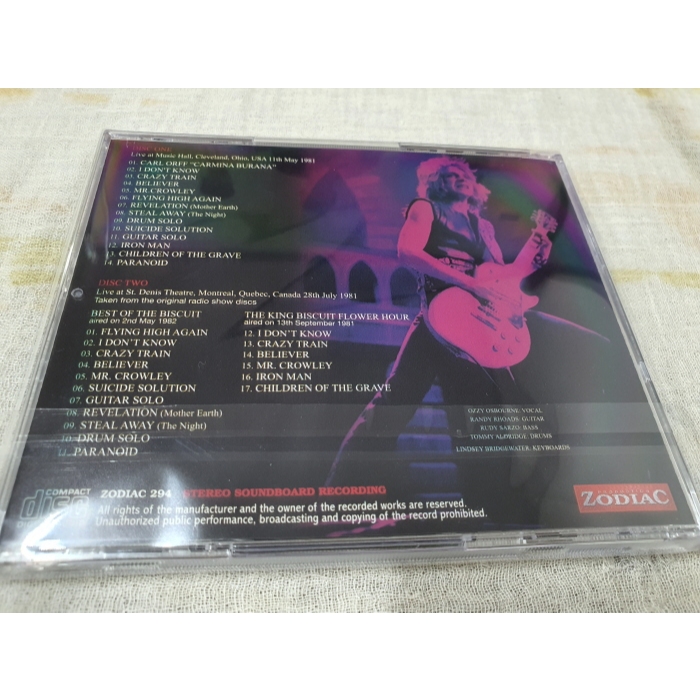 DISC ONE
Live at Music Hall, Cleveland, Ohio, USA 11th May 1981
01. CARL ORFF "CARMINA BURANA"
02. I DON'T KNOW
03. CRAZY TRAIN
04. BELIEVER
05. MR.CROWLEY
06. FLYING HIGH AGAIN
07. REVELATION (Mother Earth)
08. STEAL AWAY (The Night)
09. DRUM SOLO
10. SUICIDE SOLUTION
11. GUITAR SOLO
12. IRON MAN
13. CHILDREN OF THE GRAVE
14. PARANOID
DISC TWO
Live at St. Denis Theatre, Montreal, Quebec, Canada 28th July 1981
Taken from the original radio show discs
BEST OF THE BISCUIT
aired on 2nd May 1982
01. FLYING HIGH AGAIN
02. I DON'T KNOW
03. CRAZY TRAIN
04. BELIEVER
05. MR. CROWLEY
06. SUICIDE SOLUTION
07. GUITAR SOLO
08. REVELATION (Mother Earth)
09. STEAL AWAY (The Night)
10. DRUM SOLO
11. PARANOID
THE KING BISCUIT FLOWER HOUR
aired on 13th September 1981
12. I DON'T KNOW
13. CRAZY TRAIN
14. BELIEVER
15. MR. CROWLEY
16. IRON MAN
17. CHILDREN OF THE GRAVE
OZZY OSBOURNE: VOCAL
RANDY RHOADS: GUITAR
RUDY SARZO: BASS
TOMMY ALDRIDGE: DRUMS
LINDSEY BRIDGEWATER: KEYBOARDS
COMPACT
disc
ZODIAC 294 STEREO SOUNDBOARD RECORDING
All rights of the manufacturer and the owner of the recorded works are reserved.
Unauthorized public performance, broadcasting and copying of the record prohibited.
ZODIAC